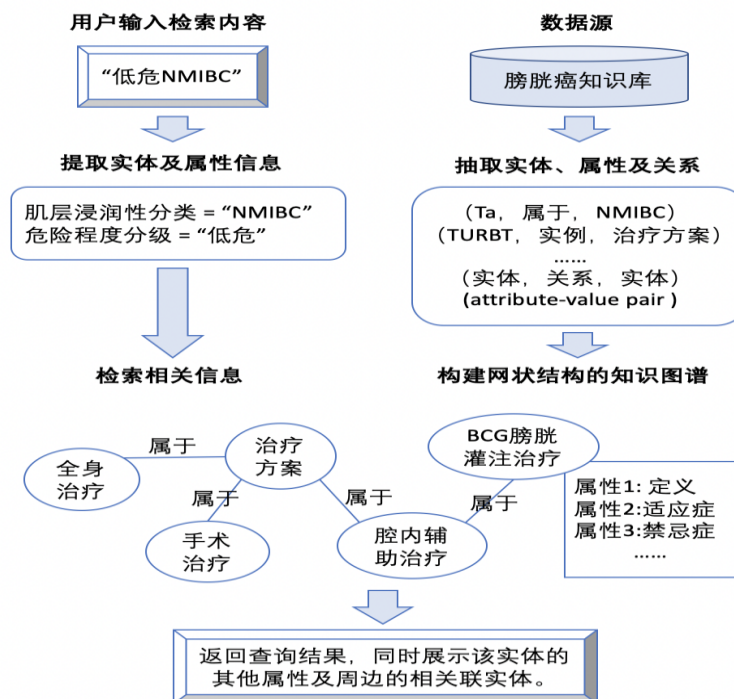 用户输入检索内容
数据源
“低危NMIBC”
膀胱癌知识库
提取实体及属性信息
抽取实体、属性及关系
肌层浸润性分类 = “NMIBC”
危险程度分级 = “低危”
（Ta，属于，NMIBC）
（TURBT，实例，治疗方案）
……
（实体，关系，实体）
(attribute-value pair )
检索相关信息
构建网状结构的知识图谱
全身
治疗
属于
治疗
方案
属于
手术
治疗
属于
腔内辅
助治疗
属于
BCG膀胱
灌注治疗
属性1: 定义
属性2:适应症
属性3:禁忌症
……
返回查询结果，同时展示该实体的
其他属性及周边的相关联实体。